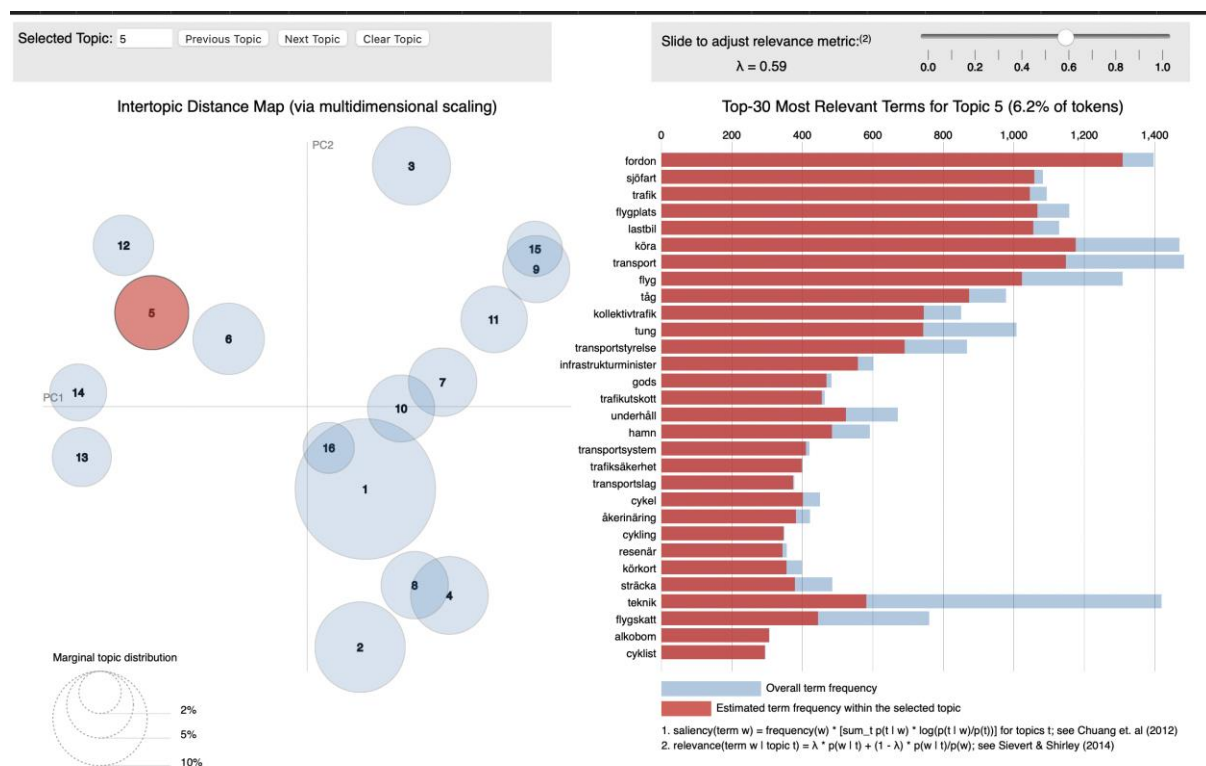 Selected Topic: 5 Previous Topic Next Topic Clear Topic
Slide to adjust relevance metric:(2)
λ = 0.59
0.0 0.2 0.4 0.6 0.8 1.0
Intertopic Distance Map (via multidimensional scaling)
PC2
3
12
15
9
5
11
6
7
14
PC1
10
16
13
1
8
4
2
Marginal topic distribution
2%
5%
10%
Top-30 Most Relevant Terms for Topic 5 (6.2% of tokens)
0 200 400 600 800 1,000 1,200 1,400
fordon
sjöfart
trafik
flygplats
lastbil
köra
transport
flyg
tåg
kollektivtrafik
tung
transportstyrelse
infrastrukturminister
gods
trafikutskott
underhåll
hamn
transportsystem
trafiksäkerhet
transportslag
cykel
åkerinäring
cykling
resenär
körkort
sträcka
teknik
flygskatt
alkobom
cyklist
Overall term frequency
Estimated term frequency within the selected topic
1. saliency(term w) = frequency(w) * [sum_t p(t | w) * log(p(t | w)/p(t))] for topics t; see Chuang et. al (2012)
2. relevance(term w | topic t) = λ * p(w | t) + (1 - λ) * p(w | t)/p(w); see Sievert & Shirley (2014)